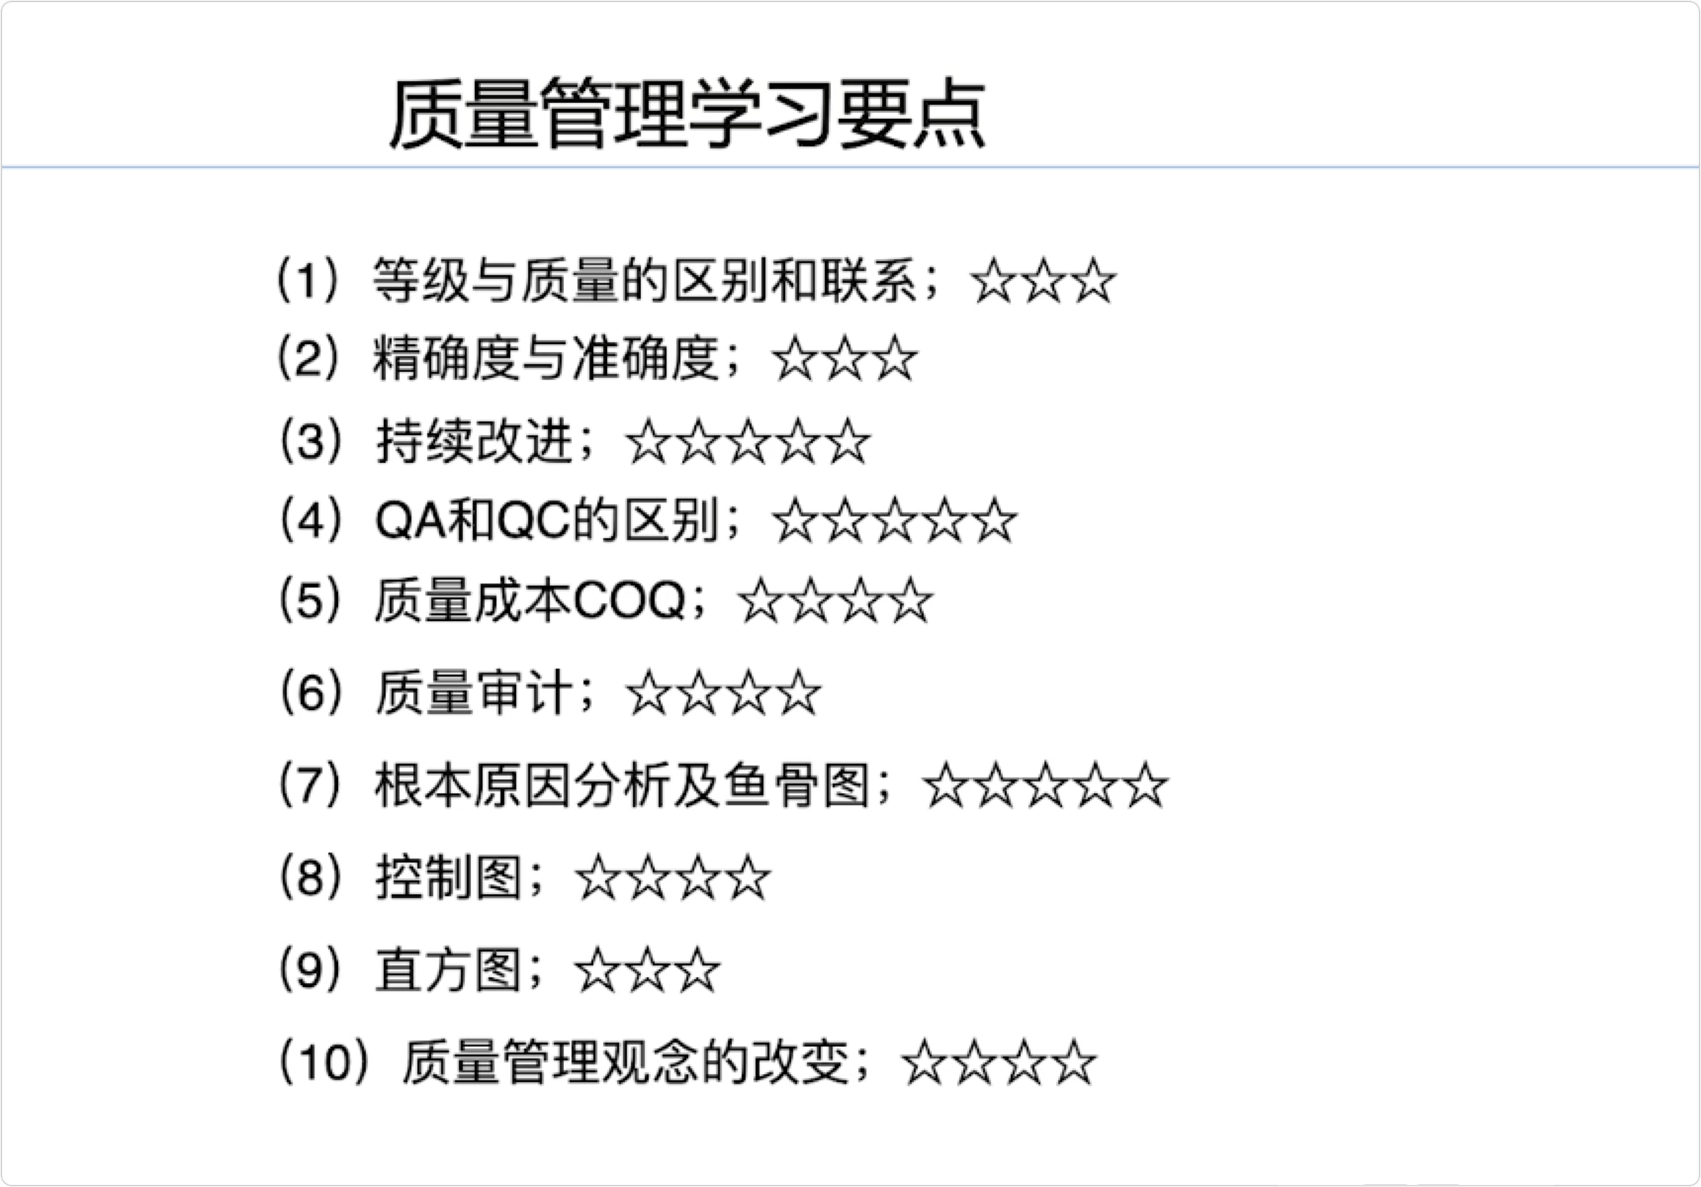 质量管理学习要点
（1）等级与质量的区别和联系；☆☆☆
（2）精确度与准确度；☆☆☆
（3）持续改进；☆☆☆☆☆
（4）QA和QC的区别；☆☆☆☆☆
（5）质量成本COQ；☆☆☆☆
（6）质量审计；☆☆☆☆
（7）根本原因分析及鱼骨图；☆☆☆☆☆
（8）控制图；☆☆☆☆
（9）直方图；☆☆☆
（10）质量管理观念的改变；☆☆☆☆